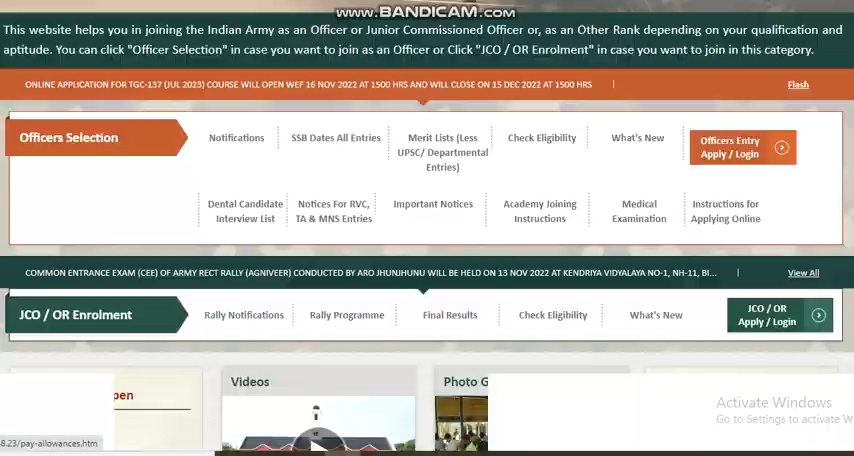 www.BANDICAM.com
This website helps you in joining the Indian Army as an Officer or Junior Commissioned Officer or, as an Other Rank depending on your qualification and
aptitude. You can click "Officer Selection" in case you want to join as an Officer or Click "JCO / OR Enrolment" in case you want to join in this category.
ONLINE APPLICATION FOR TGC-137 (JUL 2023) COURSE WILL OPEN WEF 16 NOV 2022 AT 1500 HRS AND WILL CLOSE ON 15 DEC 2022 AT 1500 HRS | Flash
Officers Selection
Notifications
SSB Dates All Entries
Merit Lists (Less
UPSC/ Departmental
Entries)
Check Eligibility
What's New
Officers Entry
Apply / Login
Dental Candidate
Interview List
Notices For RVC,
TA & MNS Entries
Important Notices
Academy Joining
Instructions
Medical
Examination
Instructions for
Applying Online
COMMON ENTRANCE EXAM (CEE) OF ARMY RECT RALLY (AGNIVEER) CONDUCTED BY ARO JHUNJHUNU WILL BE HELD ON 13 NOV 2022 AT KENDRIYA VIDYALAYA NO-1, NH-11, BI... | View All
JCO / OR Enrolment
Rally Notifications
Rally Programme
Final Results
Check Eligibility
What's New
JCO / OR
Apply / Login
pen
Videos
Photo G
Activate Windows
Go to Settings to activate W
8.23/pay-allowances.htm